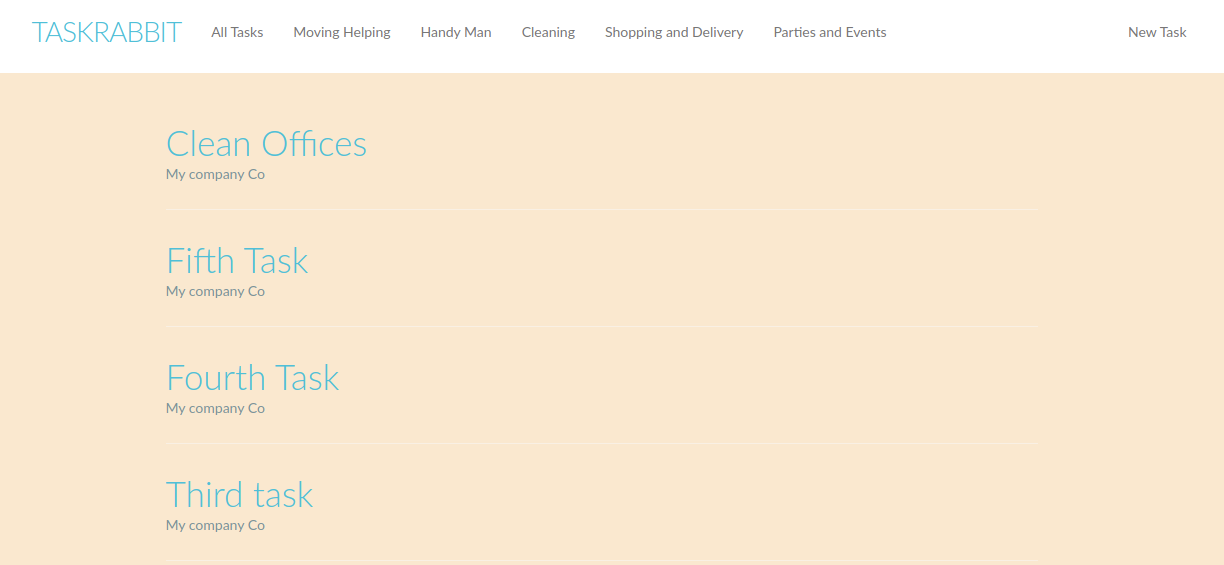 TASKRABBIT All Tasks Moving Helping Handy Man Cleaning Shopping and Delivery Parties and Events New Task
Clean Offices
My company Co
Fifth Task
My company Co
Fourth Task
My company Co
Third task
My company Co